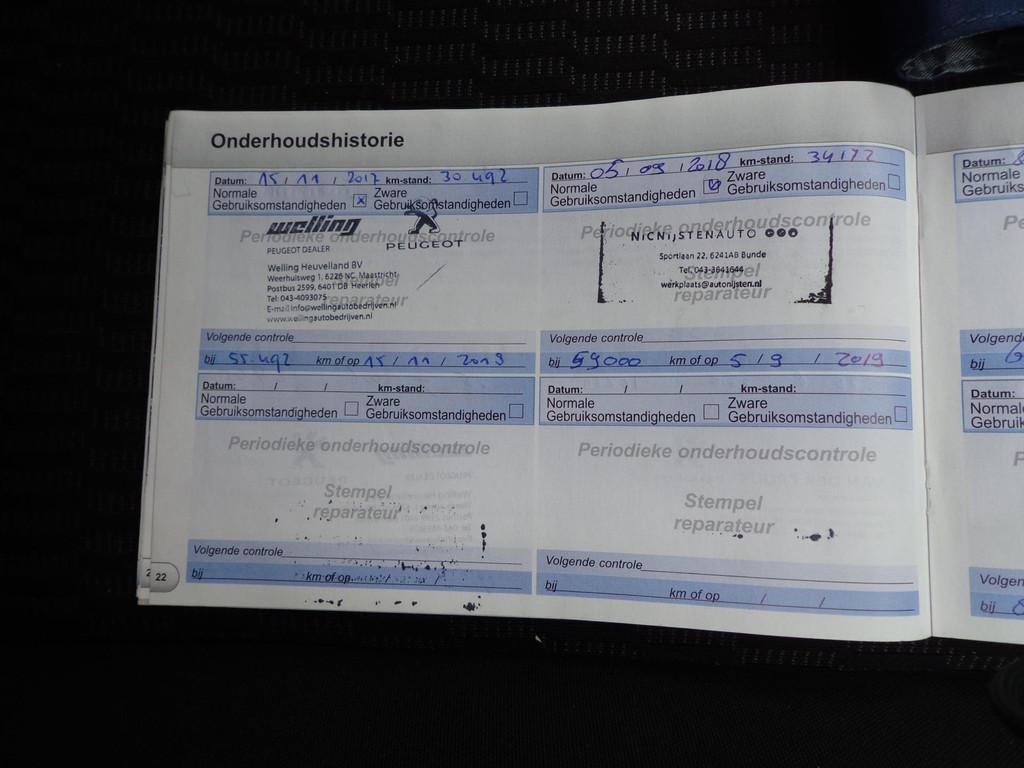 Onderhoudshistorie
Datum: 15 / 11 / 2017 km-stand: 30.492
Normale
Gebruiksomstandigheden
Zware
Gebruiksomstandigheden
Periodieke onderhoudscontrole
welling
PEUGEOT DEALER
PEUGEOT
Welling Heuvelland BV
Weerhuisweg 1, 6226 NC Maastricht
Postbus 2599, 6401 DB Heerlen
Tel: 043-4093075
E-mail info@wellingautobedrijven.nl
www.wellingautobedrijven.nl
Stempel
reparateur
Volgende controle
bij 55.492 km of op 15 / 11 / 2019
Datum: 05 / 09 / 2018 km-stand: 34172
Normale
Gebruiksomstandigheden
Zware
Gebruiksomstandigheden
Periodieke onderhoudscontrole
NICNIJSTENAUTO
Sportlaan 22, 6241AB Bunde
Tel. 043-3641644
werkplaats@autonijsten.nl
Stempel
reparateur
Volgende controle
bij 59000 km of op 5 / 9 / 2019
Datum: / / km-stand:
Normale
Gebruiksomstandigheden
Zware
Gebruiksomstandigheden
Periodieke onderhoudscontrole
Stempel
reparateur
Volgende controle
bij km of op / /
Datum: / / km-stand:
Normale
Gebruiksomstandigheden
Zware
Gebruiksomstandigheden
Periodieke onderhoudscontrole
Stempel
reparateur
Volgende controle
bij km of op / /
22
Datum:
Normale
bij
Datum:
bij